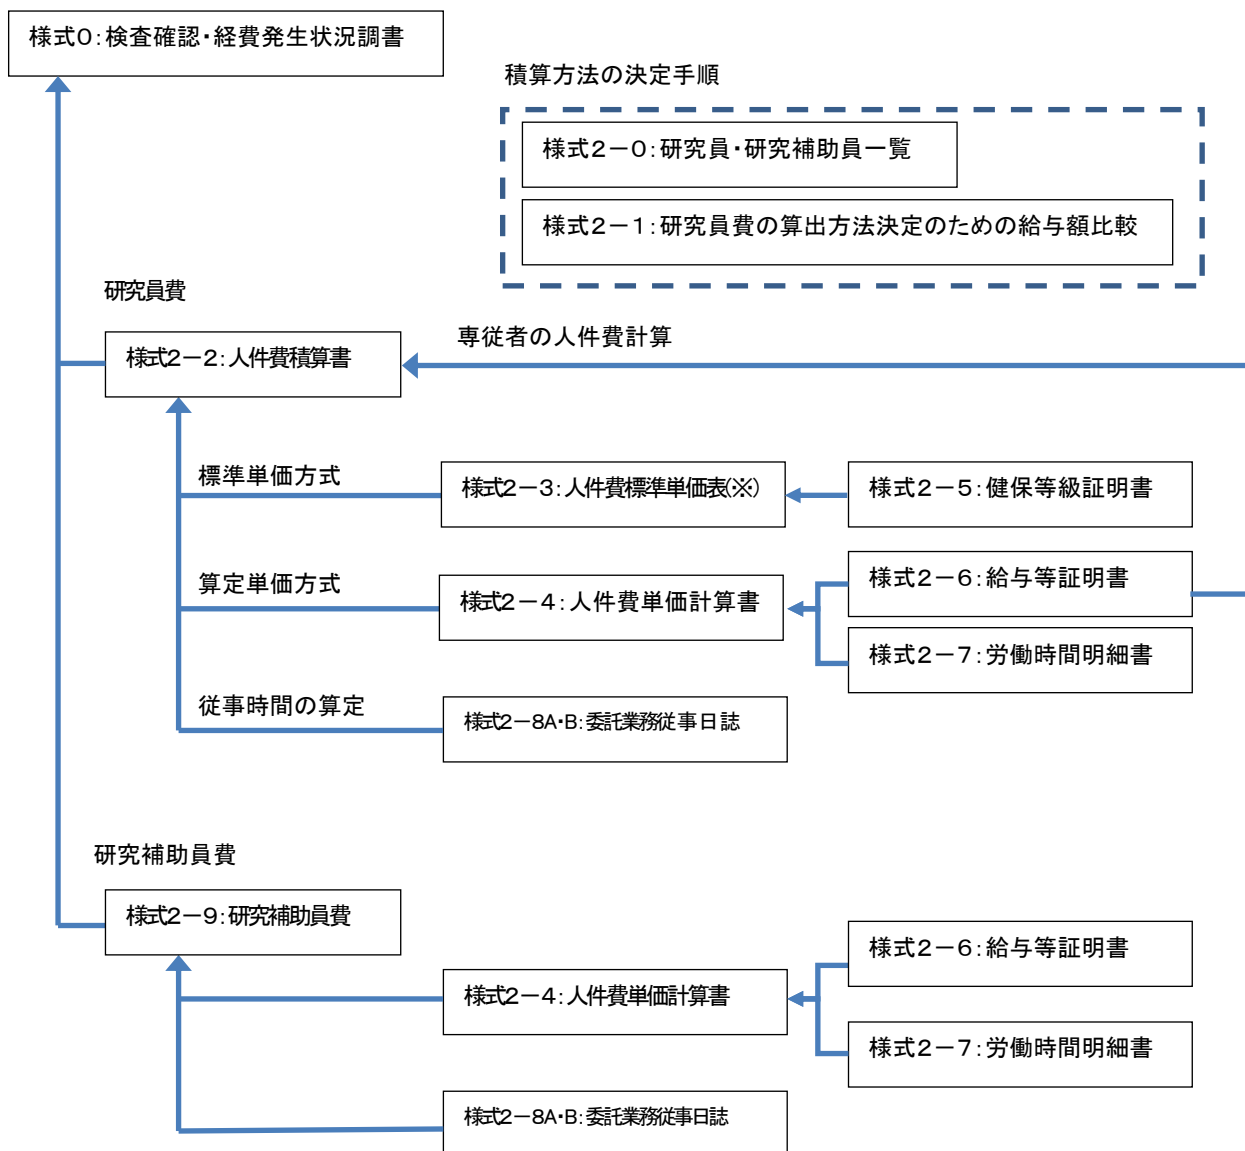 様式０：検査確認・経費発生状況調書
積算方法の決定手順
様式２－０：研究員・研究補助員一覧
様式２－１：研究員費の算出方法決定のための給与額比較
研究員費
専従者の人件費計算
様式２－２：人件費積算書
標準単価方式
様式２－３：人件費標準単価表(※)
様式２－５：健保等級証明書
算定単価方式
様式２－４：人件費単価計算書
様式２－６：給与等証明書
様式２－７：労働時間明細書
従事時間の算定
様式２－８A・B：委託業務従事日誌
研究補助員費
様式２－９：研究補助員費
様式２－６：給与等証明書
様式２－４：人件費単価計算書
様式２－７：労働時間明細書
様式２－８A・B：委託業務従事日誌